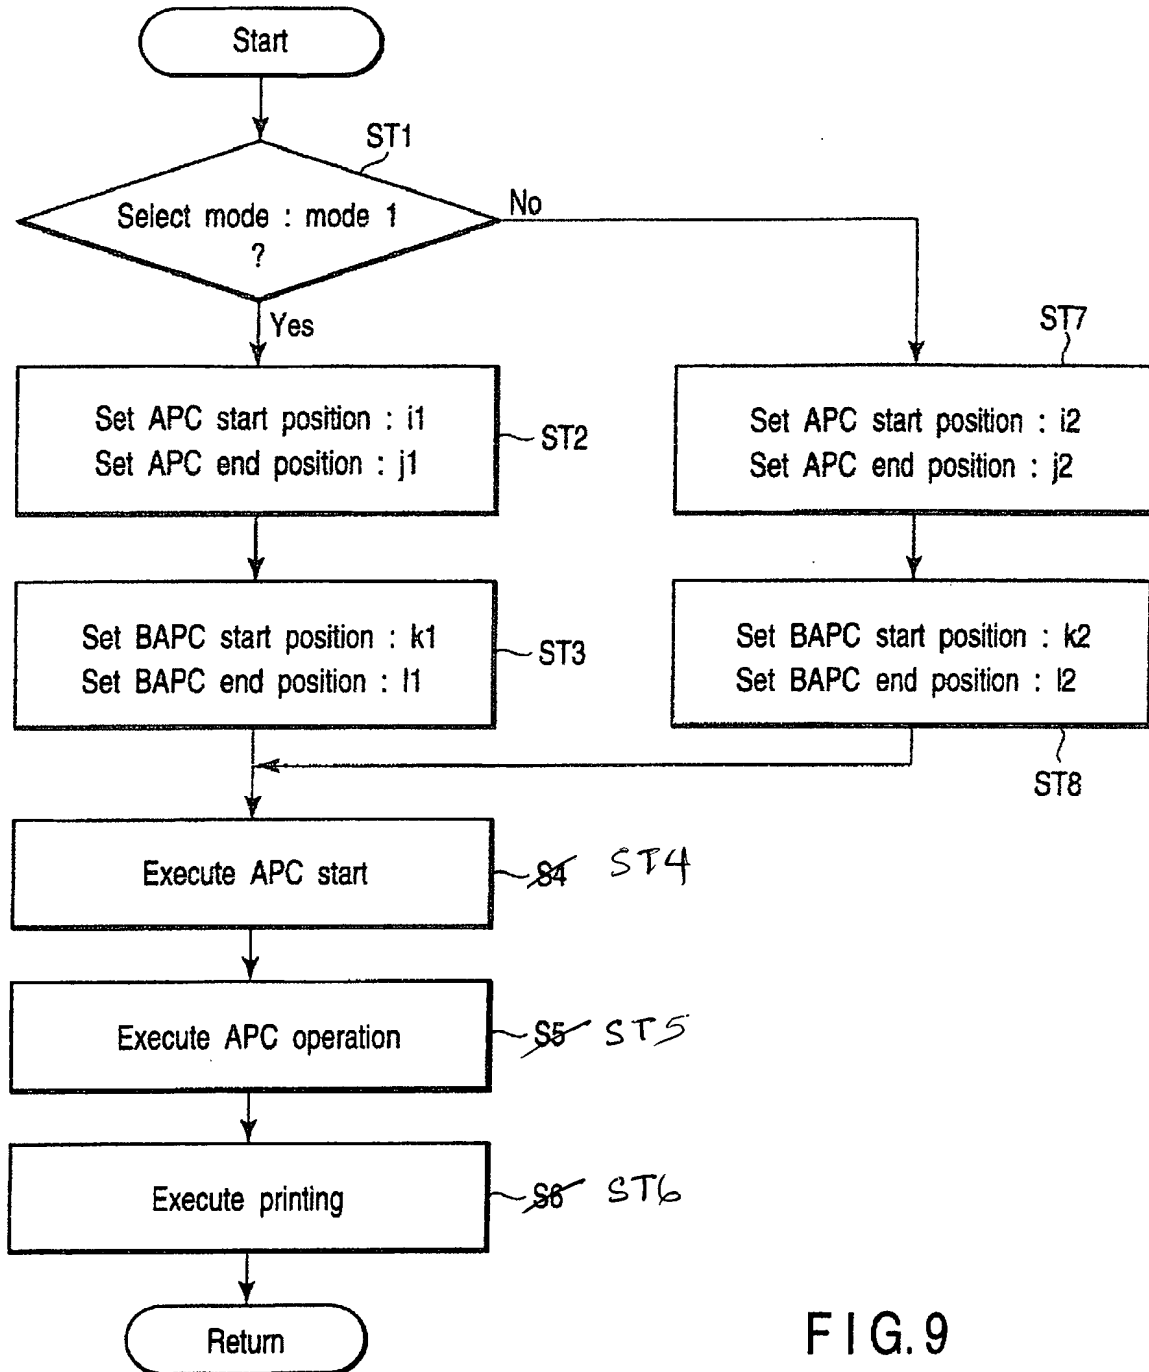 Start
ST1
Select mode : mode 1
?
No
Yes
Set APC start position : i1
Set APC end position : j1
ST2
ST7
Set APC start position : i2
Set APC end position : j2
Set BAPC start position : k1
Set BAPC end position : l1
ST3
Set BAPC start position : k2
Set BAPC end position : l2
ST8
Execute APC start
S4 ST4
Execute APC operation
S5 ST5
Execute printing
S6 ST6
Return
FIG.9